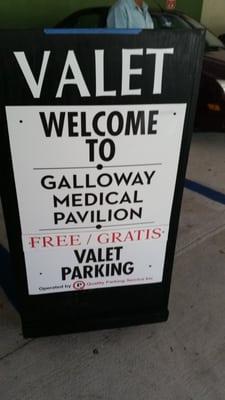 VALET
WELCOME
TO
GALLOWAY
MEDICAL
PAVILION
FREE / GRATIS
VALET
PARKING
Operated by P Quality Parking Service Inc